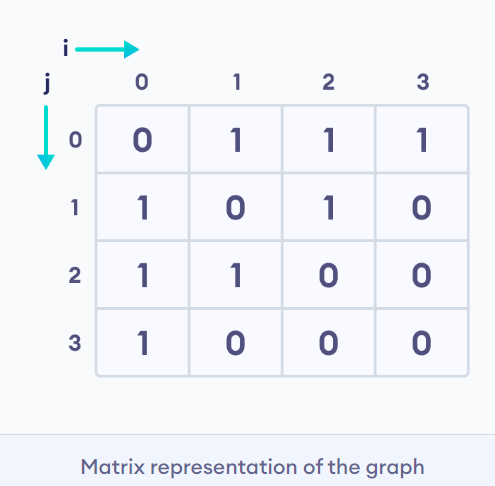 i
j
0 1 2 3
0 0 1 1 1
1 1 0 1 0
2 1 1 0 0
3 1 0 0 0
Matrix representation of the graph